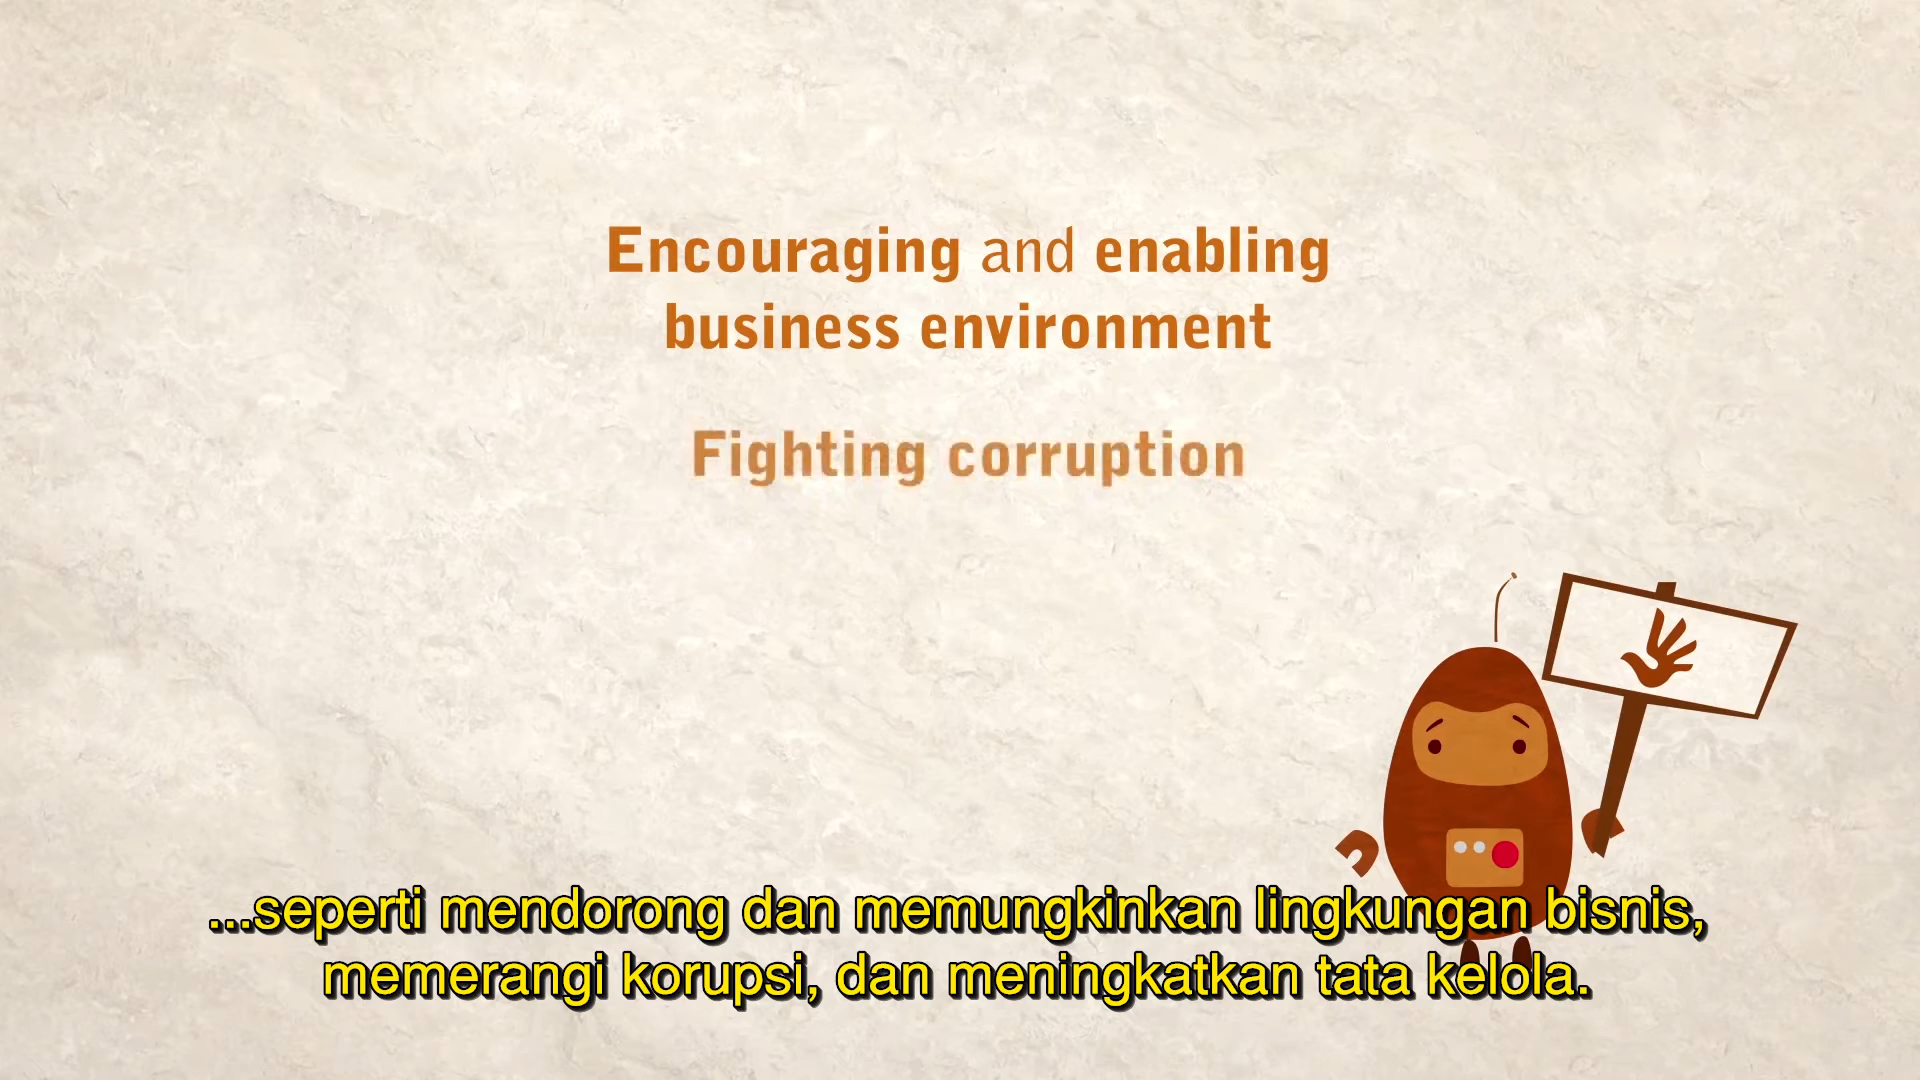 Encouraging and enabling
business environment
Fighting corruption
...seperti mendorong dan memungkinkan lingkungan bisnis,
memerangi korupsi, dan meningkatkan tata kelola.